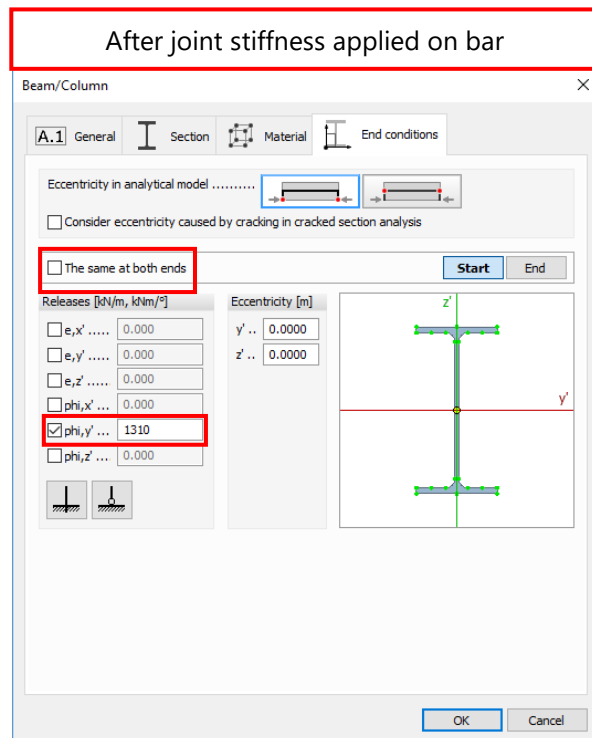 After joint stiffness applied on bar
Beam/Column
A.1 General Section Material End conditions
Eccentricity in analytical model ..........
Consider eccentricity caused by cracking in cracked section analysis
The same at both ends Start End
Releases [kN/m, kNm/°] Eccentricity [m]
e,x' ..... 0.000 y' .. 0.0000
e,y' ..... 0.000 z' .. 0.0000
e,z' ..... 0.000
phi,x' ... 0.000
phi,y' ... 1310
phi,z' ... 0.000
z'
y'
OK Cancel